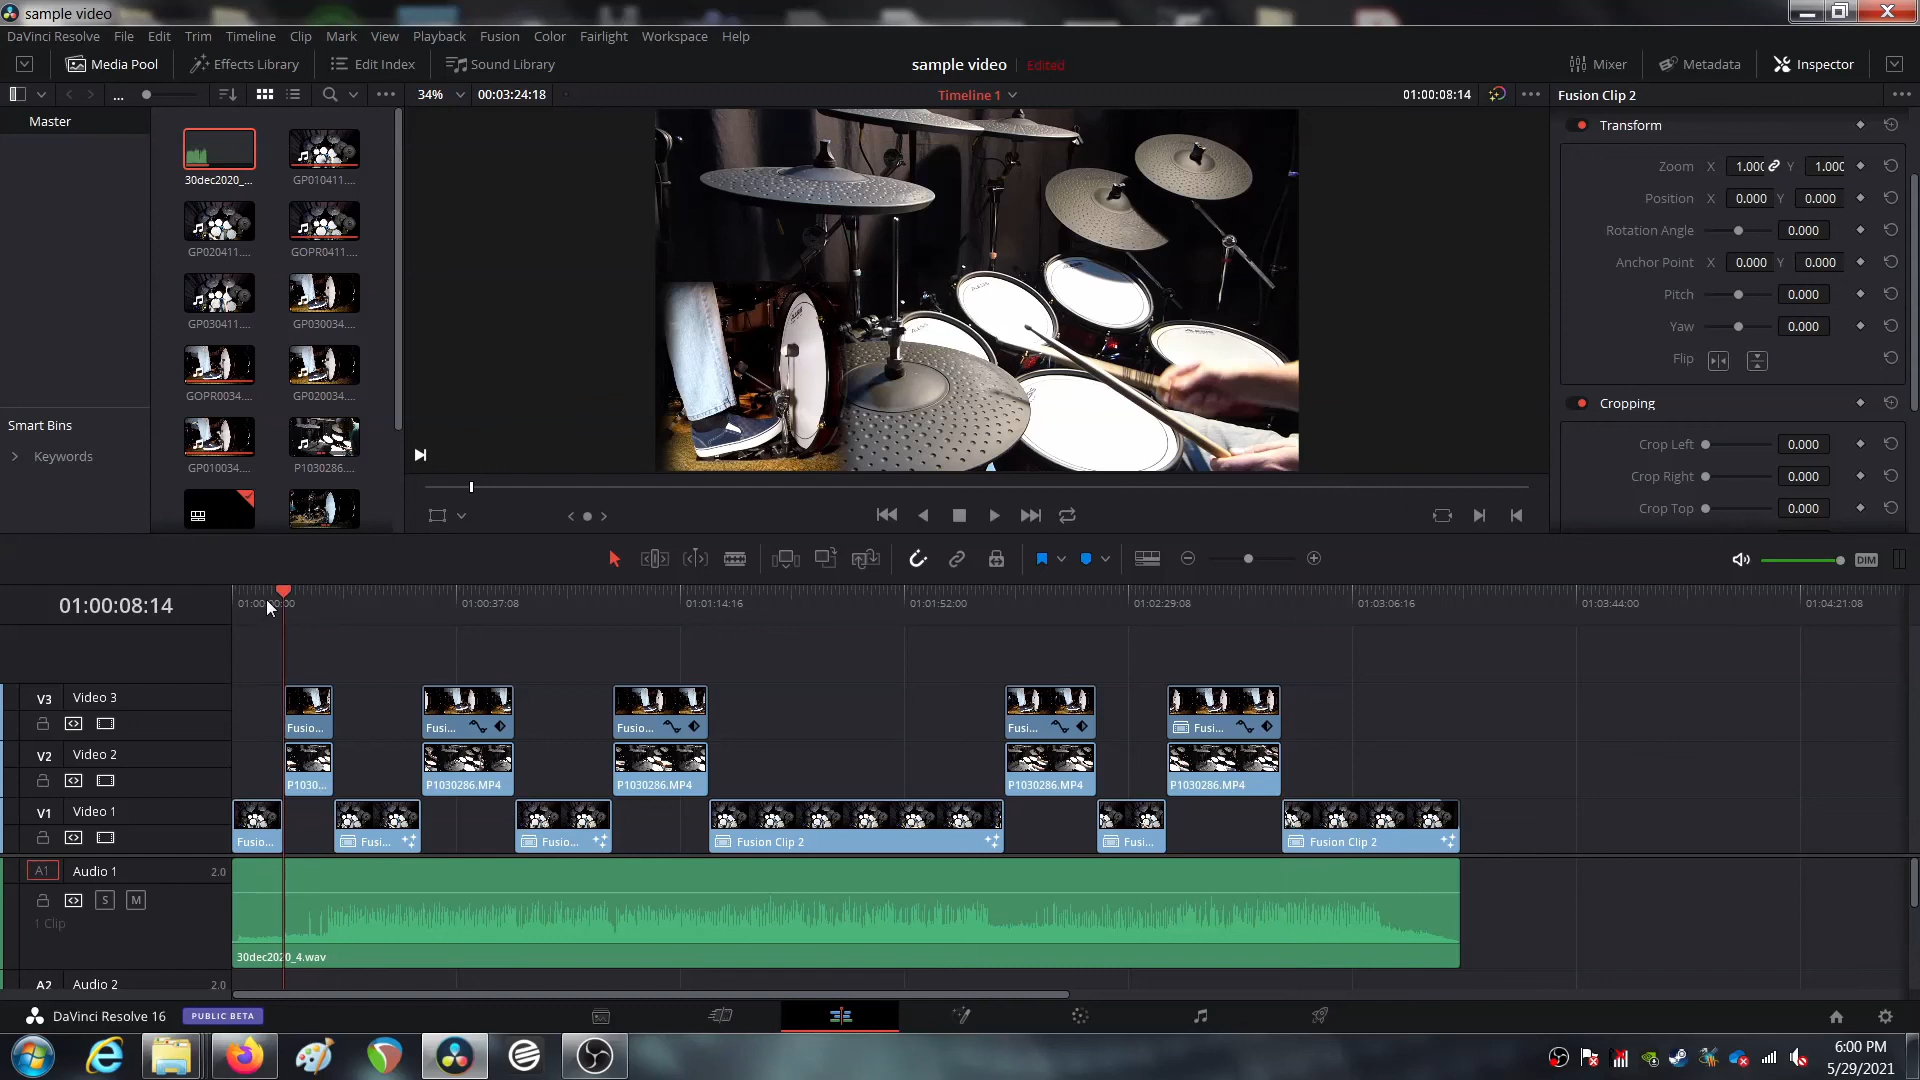 sample video
DaVinci Resolve File Edit Trim Timeline Clip Mark View Playback Fusion Color Fairlight Workspace Help
Media Pool Effects Library Edit Index Sound Library sample video Edited Mixer Metadata Inspector
... 34% 00:03:24:18 Timeline 1 01:00:08:14 Fusion Clip 2
Master
Transform
Zoom X 1.000 Y 1.000
30dec2020_... GP010411....
Position X 0.000 Y 0.000
Rotation Angle 0.000
GP020411.... GOPR0411....
Anchor Point X 0.000 Y 0.000
Pitch 0.000
GP030411.... GP030034....
Yaw 0.000
Flip
GOPR0034.... GP020034....
Cropping
Smart Bins
Crop Left 0.000
Keywords
GP010034.... P1030286....
Crop Right 0.000
Crop Top 0.000
DIM
01:00:08:14
01:00:00:00 01:00:37:08 01:01:14:16 01:01:52:00 01:02:29:08 01:03:06:16 01:03:44:00 01:04:21:08
V3 Video 3
Fusio... Fusi... Fusio... Fusi... Fusi...
V2 Video 2
P1030... P1030286.MP4 P1030286.MP4 P1030286.MP4 P1030286.MP4
V1 Video 1
Fusio... Fusi... Fusio... Fusion Clip 2 Fusi... Fusion Clip 2
A1 Audio 1 2.0
S M
1 Clip
30dec2020_4.wav
A2 Audio 2 2.0
DaVinci Resolve 16 PUBLIC BETA
6:00 PM
5/29/2021